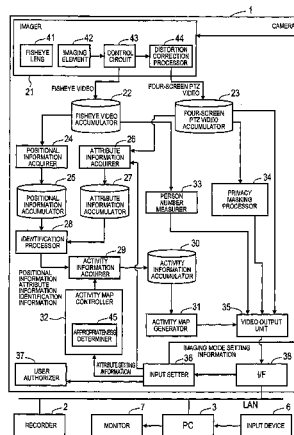 1
CAMERA
IMAGER
41
42
43
44
FISHEYE
LENS
IMAGING
ELEMENT
CONTROL
CIRCUIT
DISTORTION
CORRECTION
PROCESSOR
21
FISHEYE VIDEO
FOUR-SCREEN PTZ
VIDEO
22
23
FISHEYE VIDEO
ACCUMULATOR
FOUR-SCREEN
PTZ VIDEO
ACCUMULATOR
24
26
POSITIONAL
INFORMATION
ACQUIRER
ATTRIBUTE
INFORMATION
ACQUIRER
25
27
33
34
POSITIONAL
INFORMATION
ACCUMULATOR
ATTRIBUTE
INFORMATION
ACCUMULATOR
PERSON
NUMBER
MEASURER
PRIVACY
MASKING
PROCESSOR
28
IDENTIFICATION
PROCESSOR
29
30
POSITIONAL
INFORMATION
ATTRIBUTE
INFORMATION
IDENTIFICATION
INFORMATION
ACTIVITY
INFORMATION
ACQUIRER
ACTIVITY
INFORMATION
ACCUMULATOR
32
ACTIVITY MAP
CONTROLLER
31
35
45
APPROPRIATENESS
DETERMINER
ACTIVITY MAP
GENERATOR
VIDEO OUTPUT
UNIT
IMAGING MODE SETTING
INFORMATION
37
ATTRIBUTE SETTING
INFORMATION
36
38
USER
AUTHORIZER
INPUT SETTER
I/F
LAN
2
7
3
6
RECORDER
MONITOR
PC
INPUT DEVICE